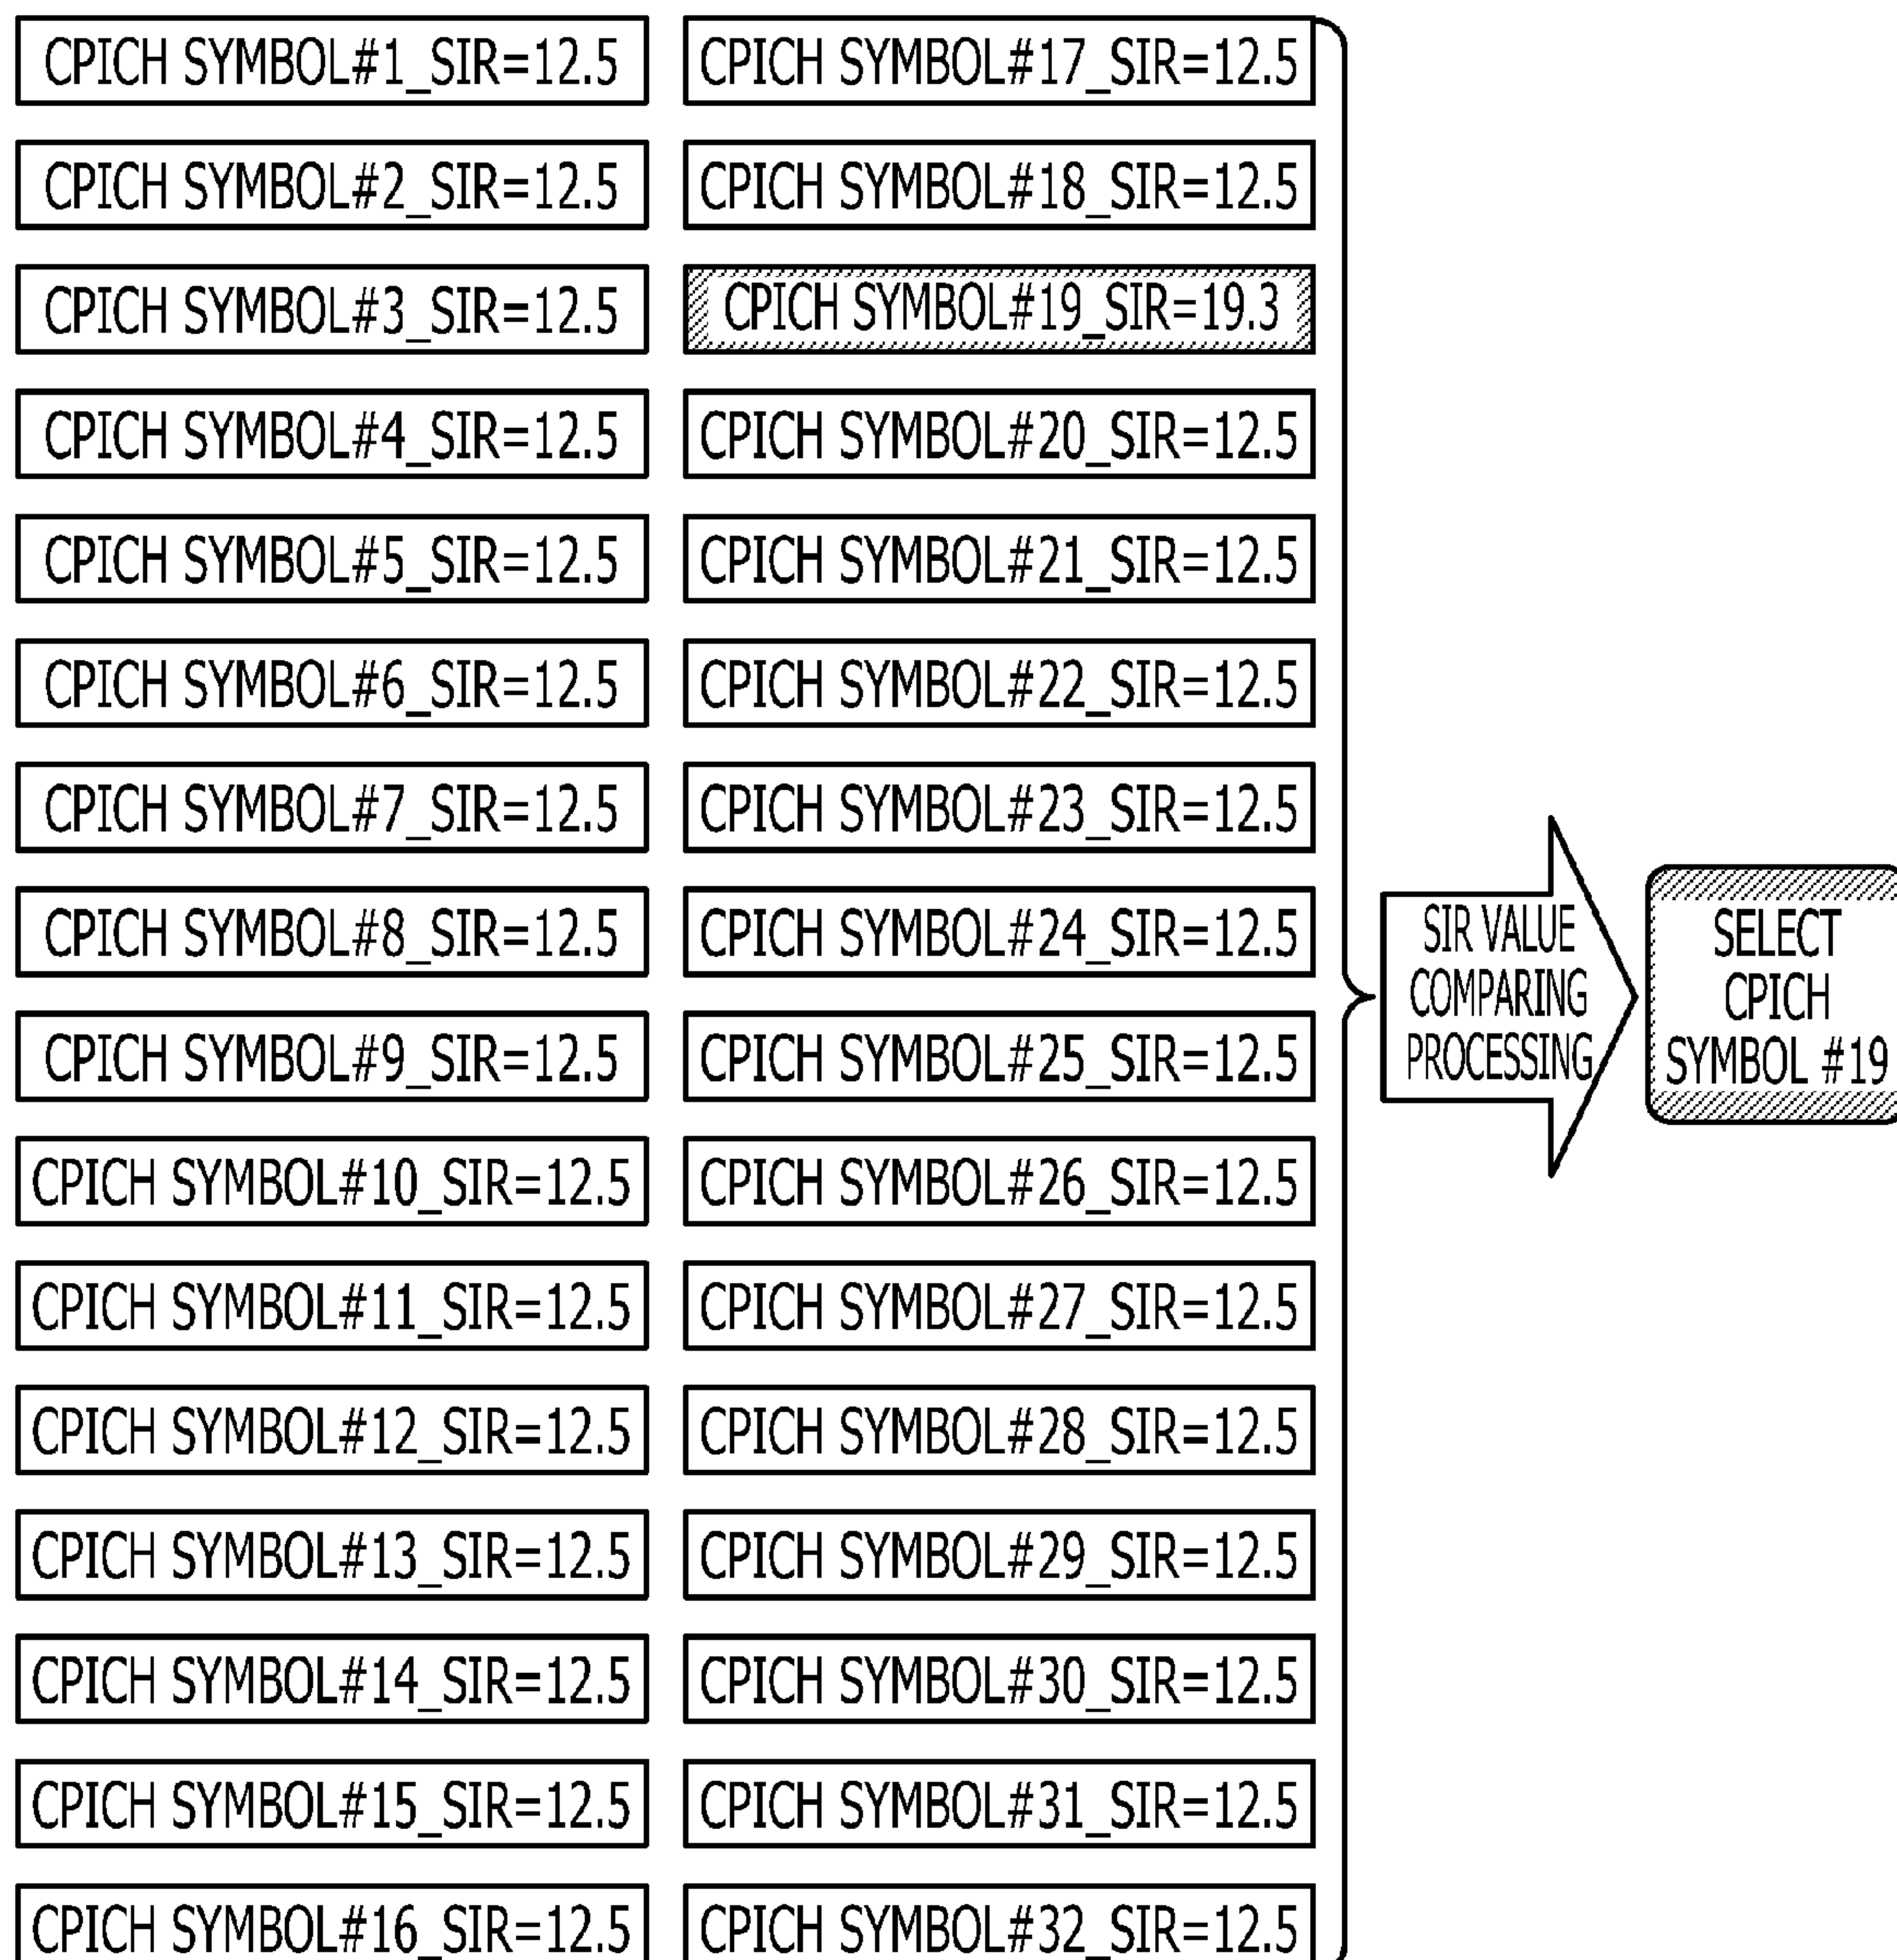 CPICH SYMBOL#1_SIR=12.5
CPICH SYMBOL#2_SIR=12.5
CPICH SYMBOL#3_SIR=12.5
CPICH SYMBOL#4_SIR=12.5
CPICH SYMBOL#5_SIR=12.5
CPICH SYMBOL#6_SIR=12.5
CPICH SYMBOL#7_SIR=12.5
CPICH SYMBOL#8_SIR=12.5
CPICH SYMBOL#9_SIR=12.5
CPICH SYMBOL#10_SIR=12.5
CPICH SYMBOL#11_SIR=12.5
CPICH SYMBOL#12_SIR=12.5
CPICH SYMBOL#13_SIR=12.5
CPICH SYMBOL#14_SIR=12.5
CPICH SYMBOL#15_SIR=12.5
CPICH SYMBOL#16_SIR=12.5
CPICH SYMBOL#17_SIR=12.5
CPICH SYMBOL#18_SIR=12.5
CPICH SYMBOL#19_SIR=19.3
CPICH SYMBOL#20_SIR=12.5
CPICH SYMBOL#21_SIR=12.5
CPICH SYMBOL#22_SIR=12.5
CPICH SYMBOL#23_SIR=12.5
CPICH SYMBOL#24_SIR=12.5
CPICH SYMBOL#25_SIR=12.5
CPICH SYMBOL#26_SIR=12.5
CPICH SYMBOL#27_SIR=12.5
CPICH SYMBOL#28_SIR=12.5
CPICH SYMBOL#29_SIR=12.5
CPICH SYMBOL#30_SIR=12.5
CPICH SYMBOL#31_SIR=12.5
CPICH SYMBOL#32_SIR=12.5
SIR VALUE
COMPARING
PROCESSING
SELECT
CPICH
SYMBOL #19